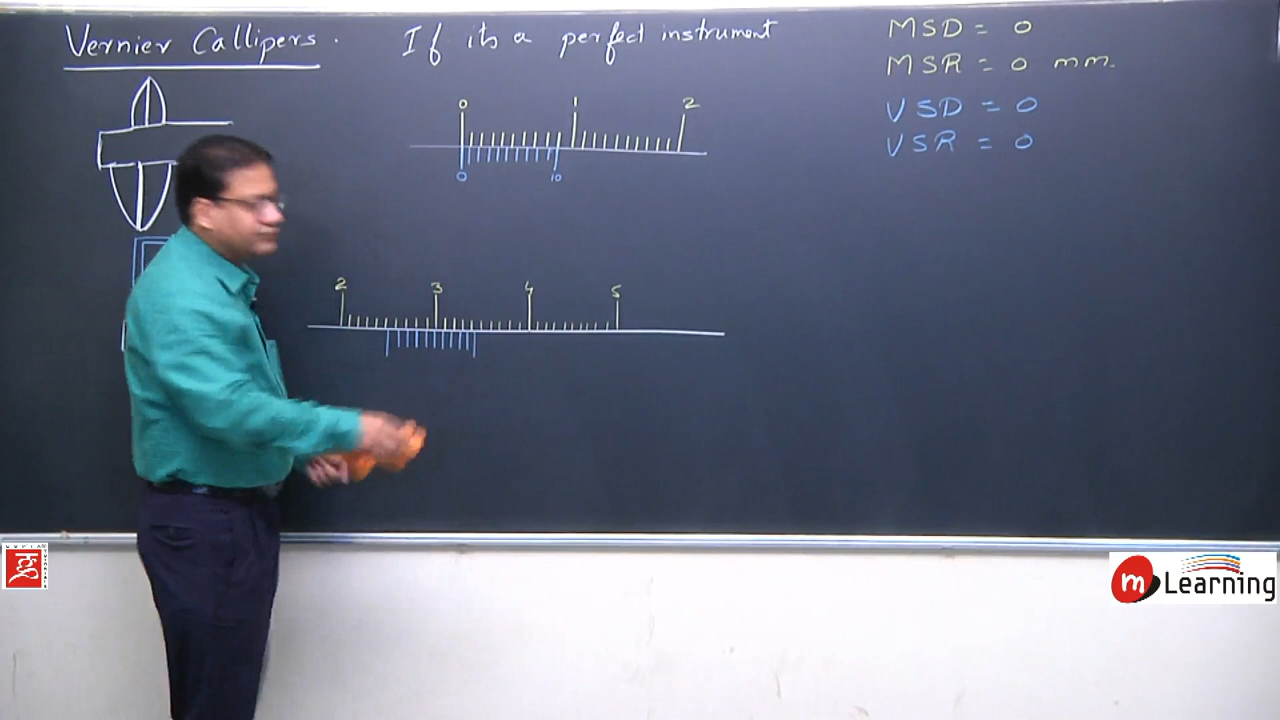 Vernier Callipers. If its a perfect instrument
MSD = 0
MSR = 0 mm.
VSD = 0
VSR = 0
0 1 2
0 10
2 3 4 5
m Learning